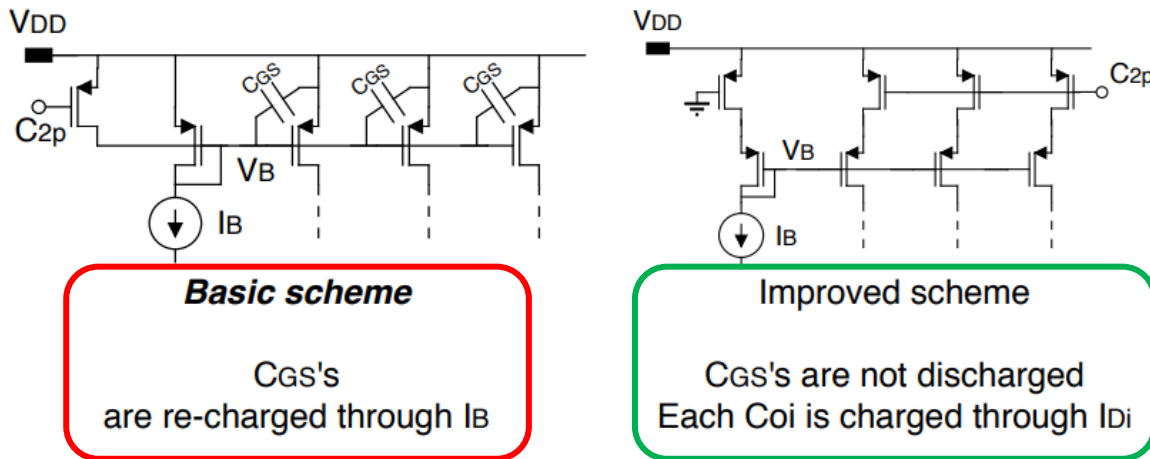 VDD
CGS
CGS
CGS
C2p
VB
IB
Basic scheme
CGS's
are re-charged through IB
VDD
C2p
VB
IB
Improved scheme
CGS's are not discharged
Each Coi is charged through IDi